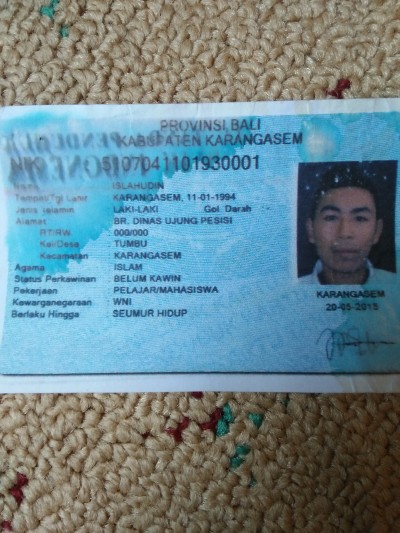 PROVINSI BALI
KABUPATEN KARANGASEM
NIK 5107041101930001
Nama ISLAHUDIN
Tempat/Tgl Lahir KARANGASEM, 11-01-1994
Jenis kelamin LAKI-LAKI Gol. Darah
Alamat BR. DINAS UJUNG PESISI
RT/RW 000/000
Kel/Desa TUMBU
Kecamatan KARANGASEM
Agama ISLAM
Status Perkawinan BELUM KAWIN
Pekerjaan PELAJAR/MAHASISWA
Kewarganegaraan WNI
Berlaku Hingga SEUMUR HIDUP
KARANGASEM
20-05-2015